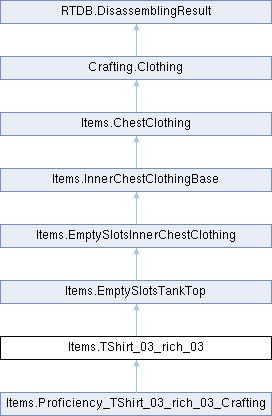 RTDB.DisassemblingResult
Crafting.Clothing
Items.ChestClothing
Items.InnerChestClothingBase
Items.EmptySlotsInnerChestClothing
Items.EmptySlotsTankTop
Items.TShirt_03_rich_03
Items.Proficiency_TShirt_03_rich_03_Crafting